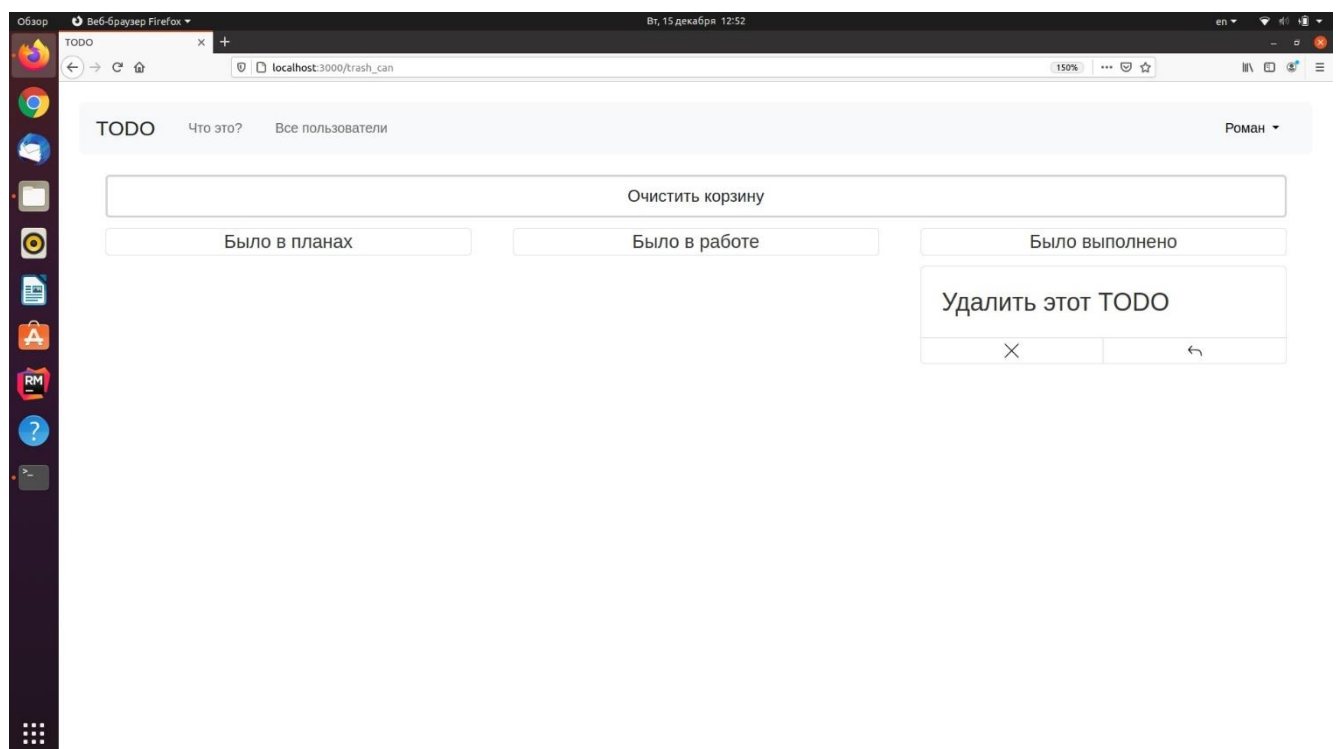 Обзор Веб-браузер Firefox Вт, 15 декабря 12:52 en
TODO
localhost:3000/trash_can 150%
TODO Что это? Все пользователи Роман
Очистить корзину
Было в планах Было в работе Было выполнено
Удалить этот TODO
RM